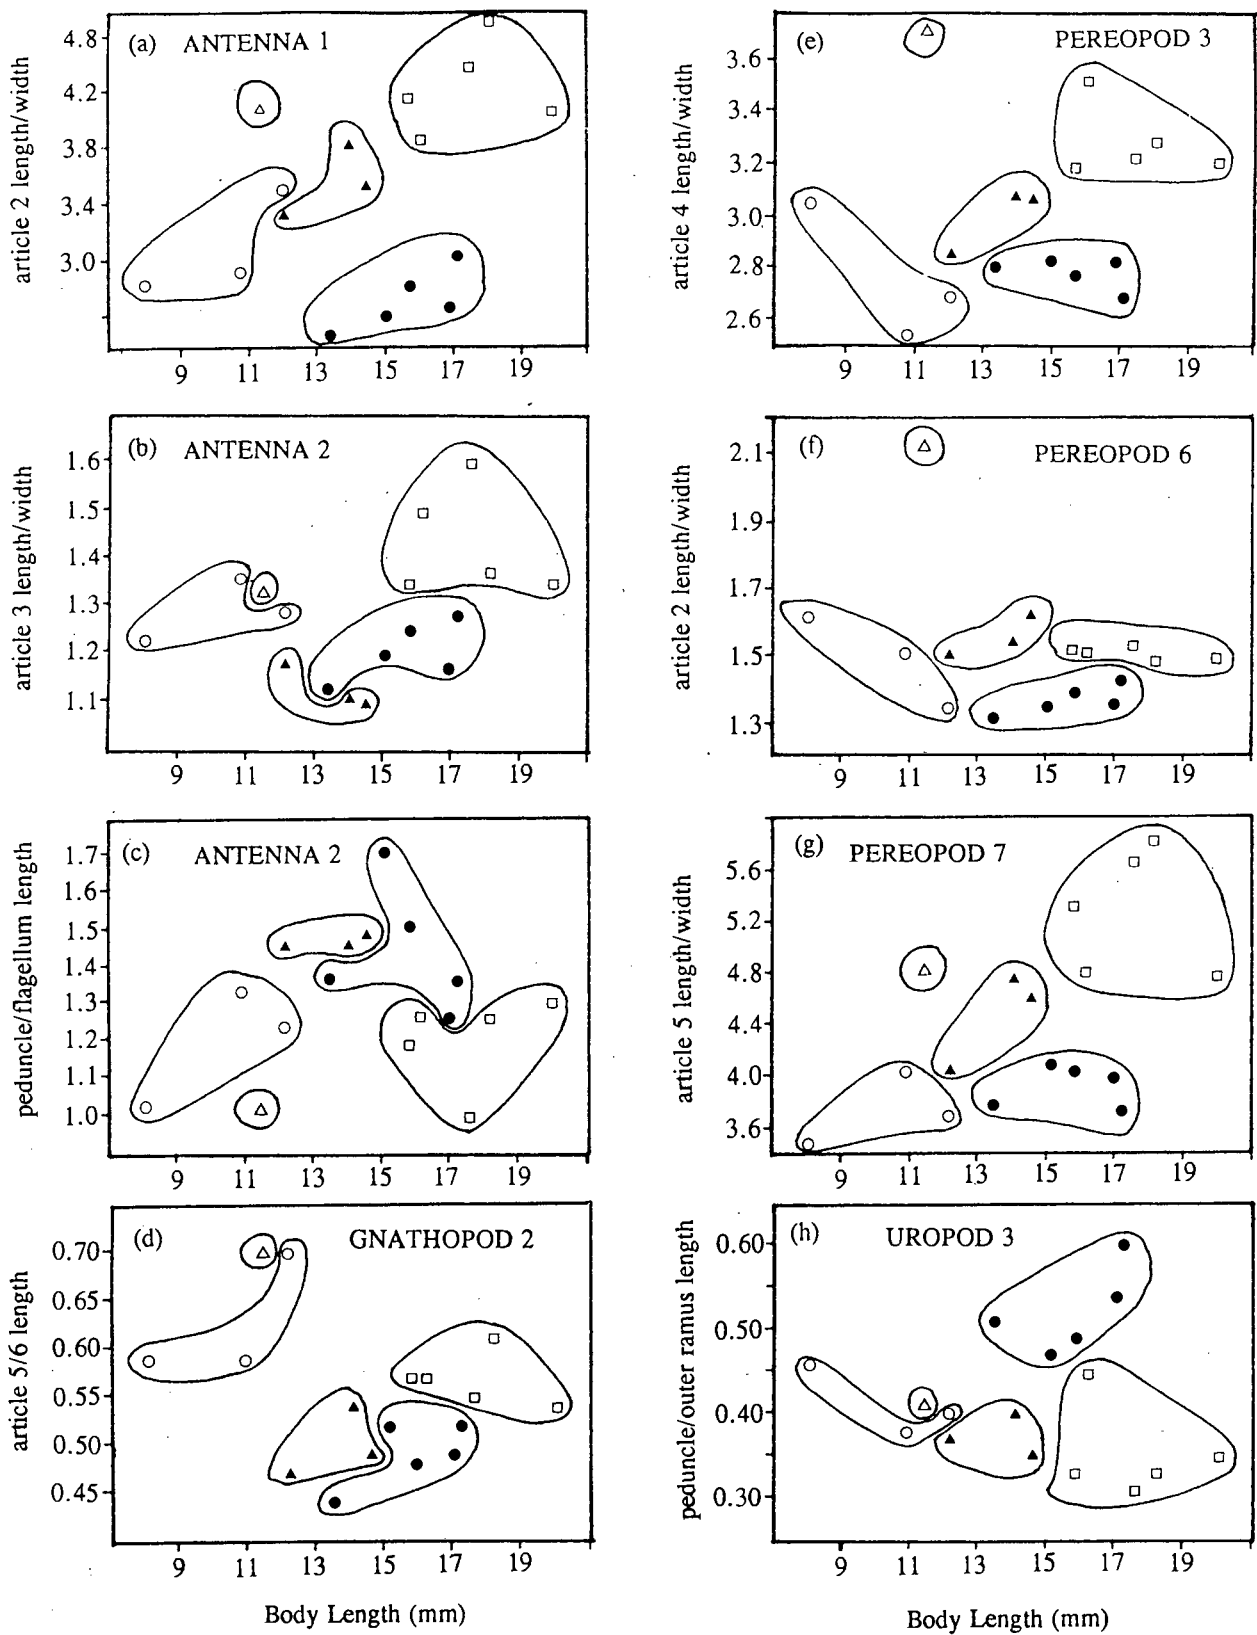 (a) ANTENNA 1
article 2 length/width
4.8
4.2
3.8
3.4
3.0
9 11 13 15 17 19
(b) ANTENNA 2
article 3 length/width
1.6
1.5
1.4
1.3
1.2
1.1
9 11 13 15 17 19
(c) ANTENNA 2
peduncle/flagellum length
1.7
1.6
1.5
1.4
1.3
1.2
1.1
1.0
9 11 13 15 17 19
(d) GNATHOPOD 2
article 5/6 length
0.70
0.65
0.60
0.55
0.50
0.45
9 11 13 15 17 19
Body Length (mm)
(e) PEREOPOD 3
article 4 length/width
3.6
3.4
3.2
3.0
2.8
2.6
9 11 13 15 17 19
(f) PEREOPOD 6
article 2 length/width
2.1
1.9
1.7
1.5
1.3
9 11 13 15 17 19
(g) PEREOPOD 7
article 5 length/width
5.6
5.2
4.8
4.4
4.0
3.6
9 11 13 15 17 19
(h) UROPOD 3
peduncle/outer ramus length
0.60
0.50
0.40
0.30
9 11 13 15 17 19
Body Length (mm)